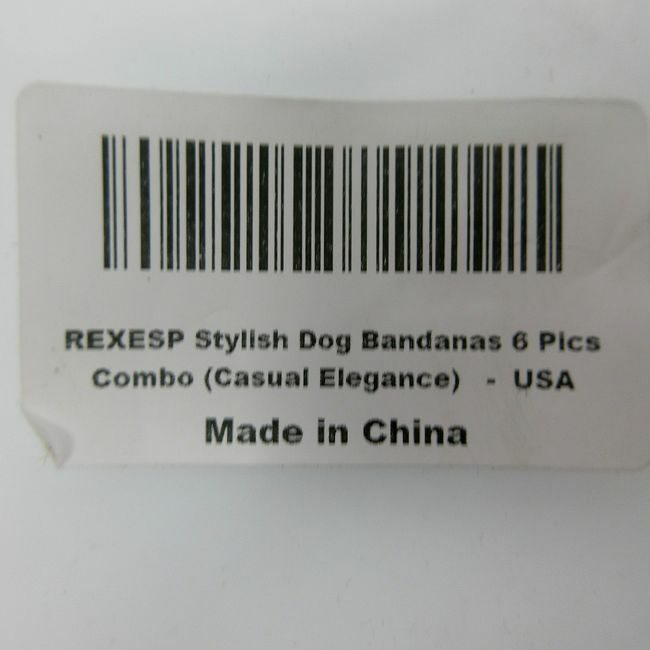 REXESP Stylish Dog Bandanas 6 Pics
Combo (Casual Elegance) - USA
Made in China